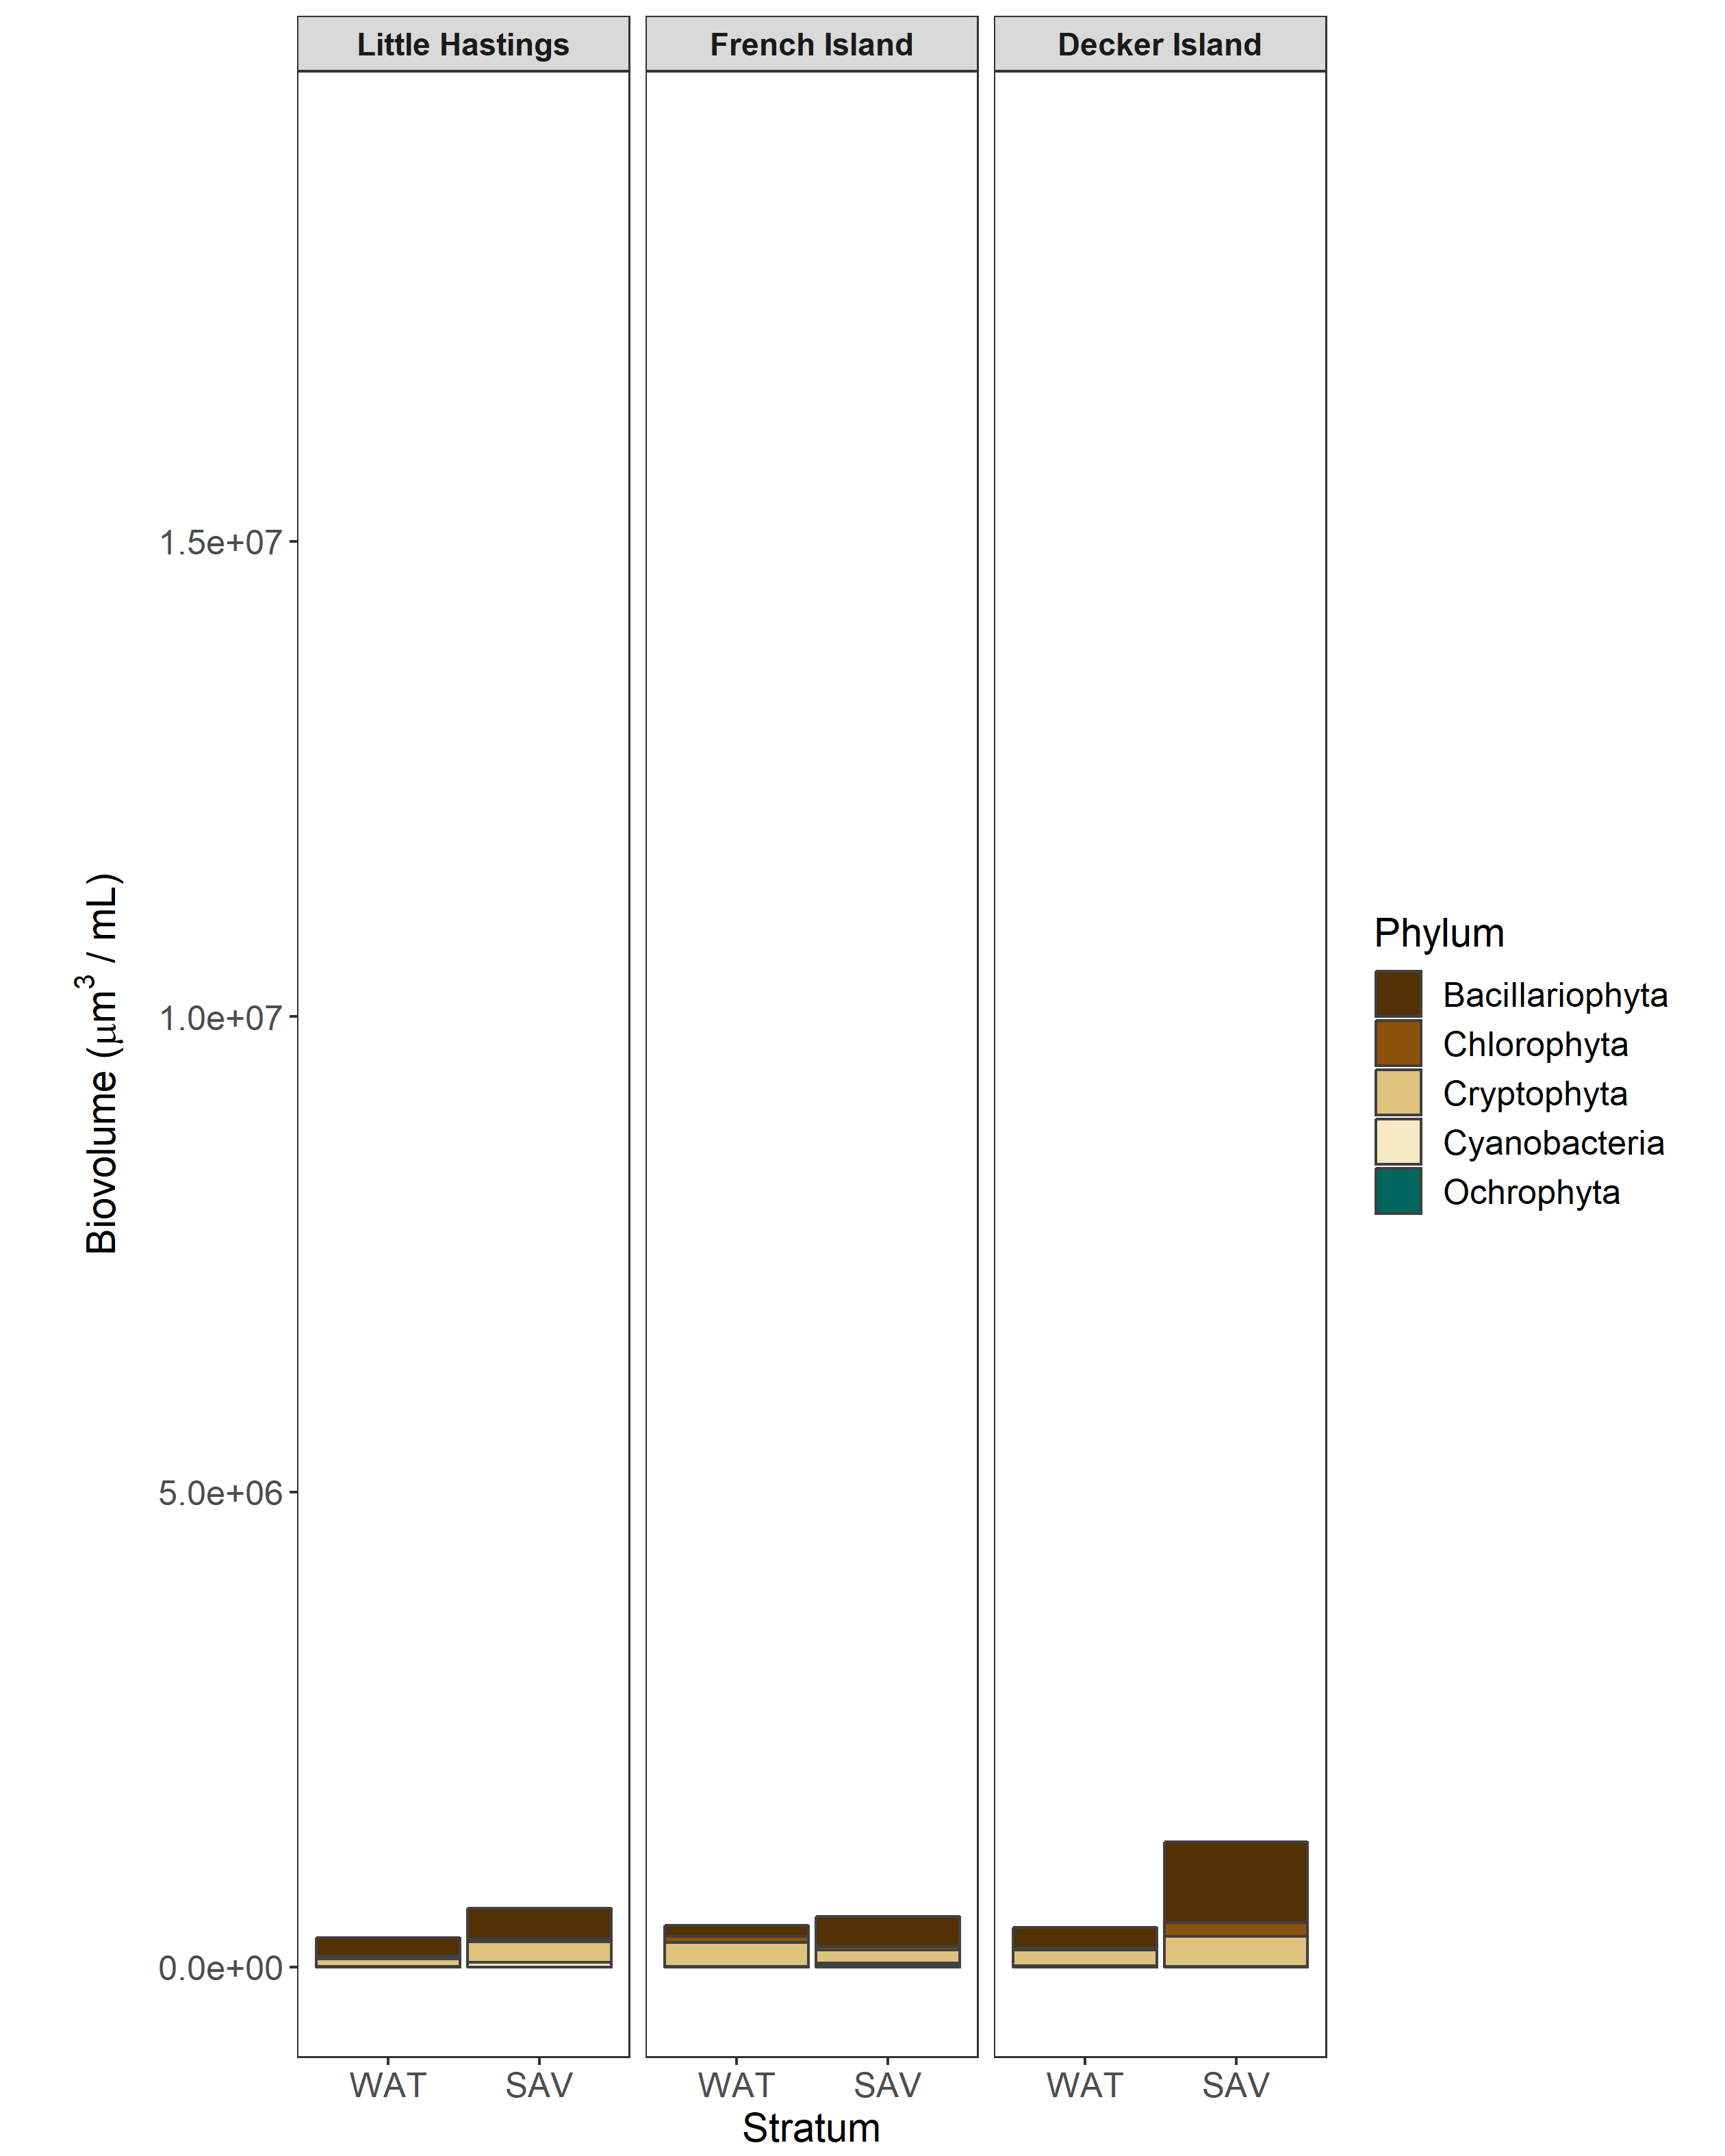 Little Hastings
French Island
Decker Island
1.5e+07
1.0e+07
5.0e+06
0.0e+00
Biovolume (μm³ / mL)
WAT
SAV
WAT
SAV
WAT
SAV
Stratum
Phylum
Bacillariophyta
Chlorophyta
Cryptophyta
Cyanobacteria
Ochrophyta